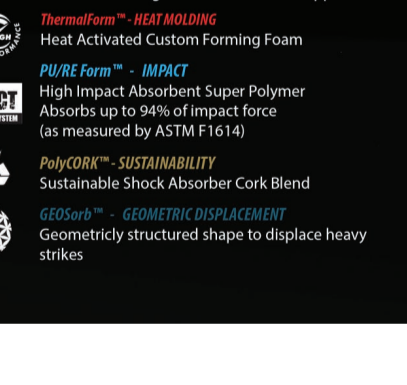 ThermalForm™ - HEAT MOLDING
Heat Activated Custom Forming Foam
PU/RE Form™ - IMPACT
High Impact Absorbent Super Polymer
Absorbs up to 94% of impact force
(as measured by ASTM F1614)
PolyCORK™ - SUSTAINABILITY
Sustainable Shock Absorber Cork Blend
GEOSorb™ - GEOMETRIC DISPLACEMENT
Geometricly structured shape to displace heavy
strikes